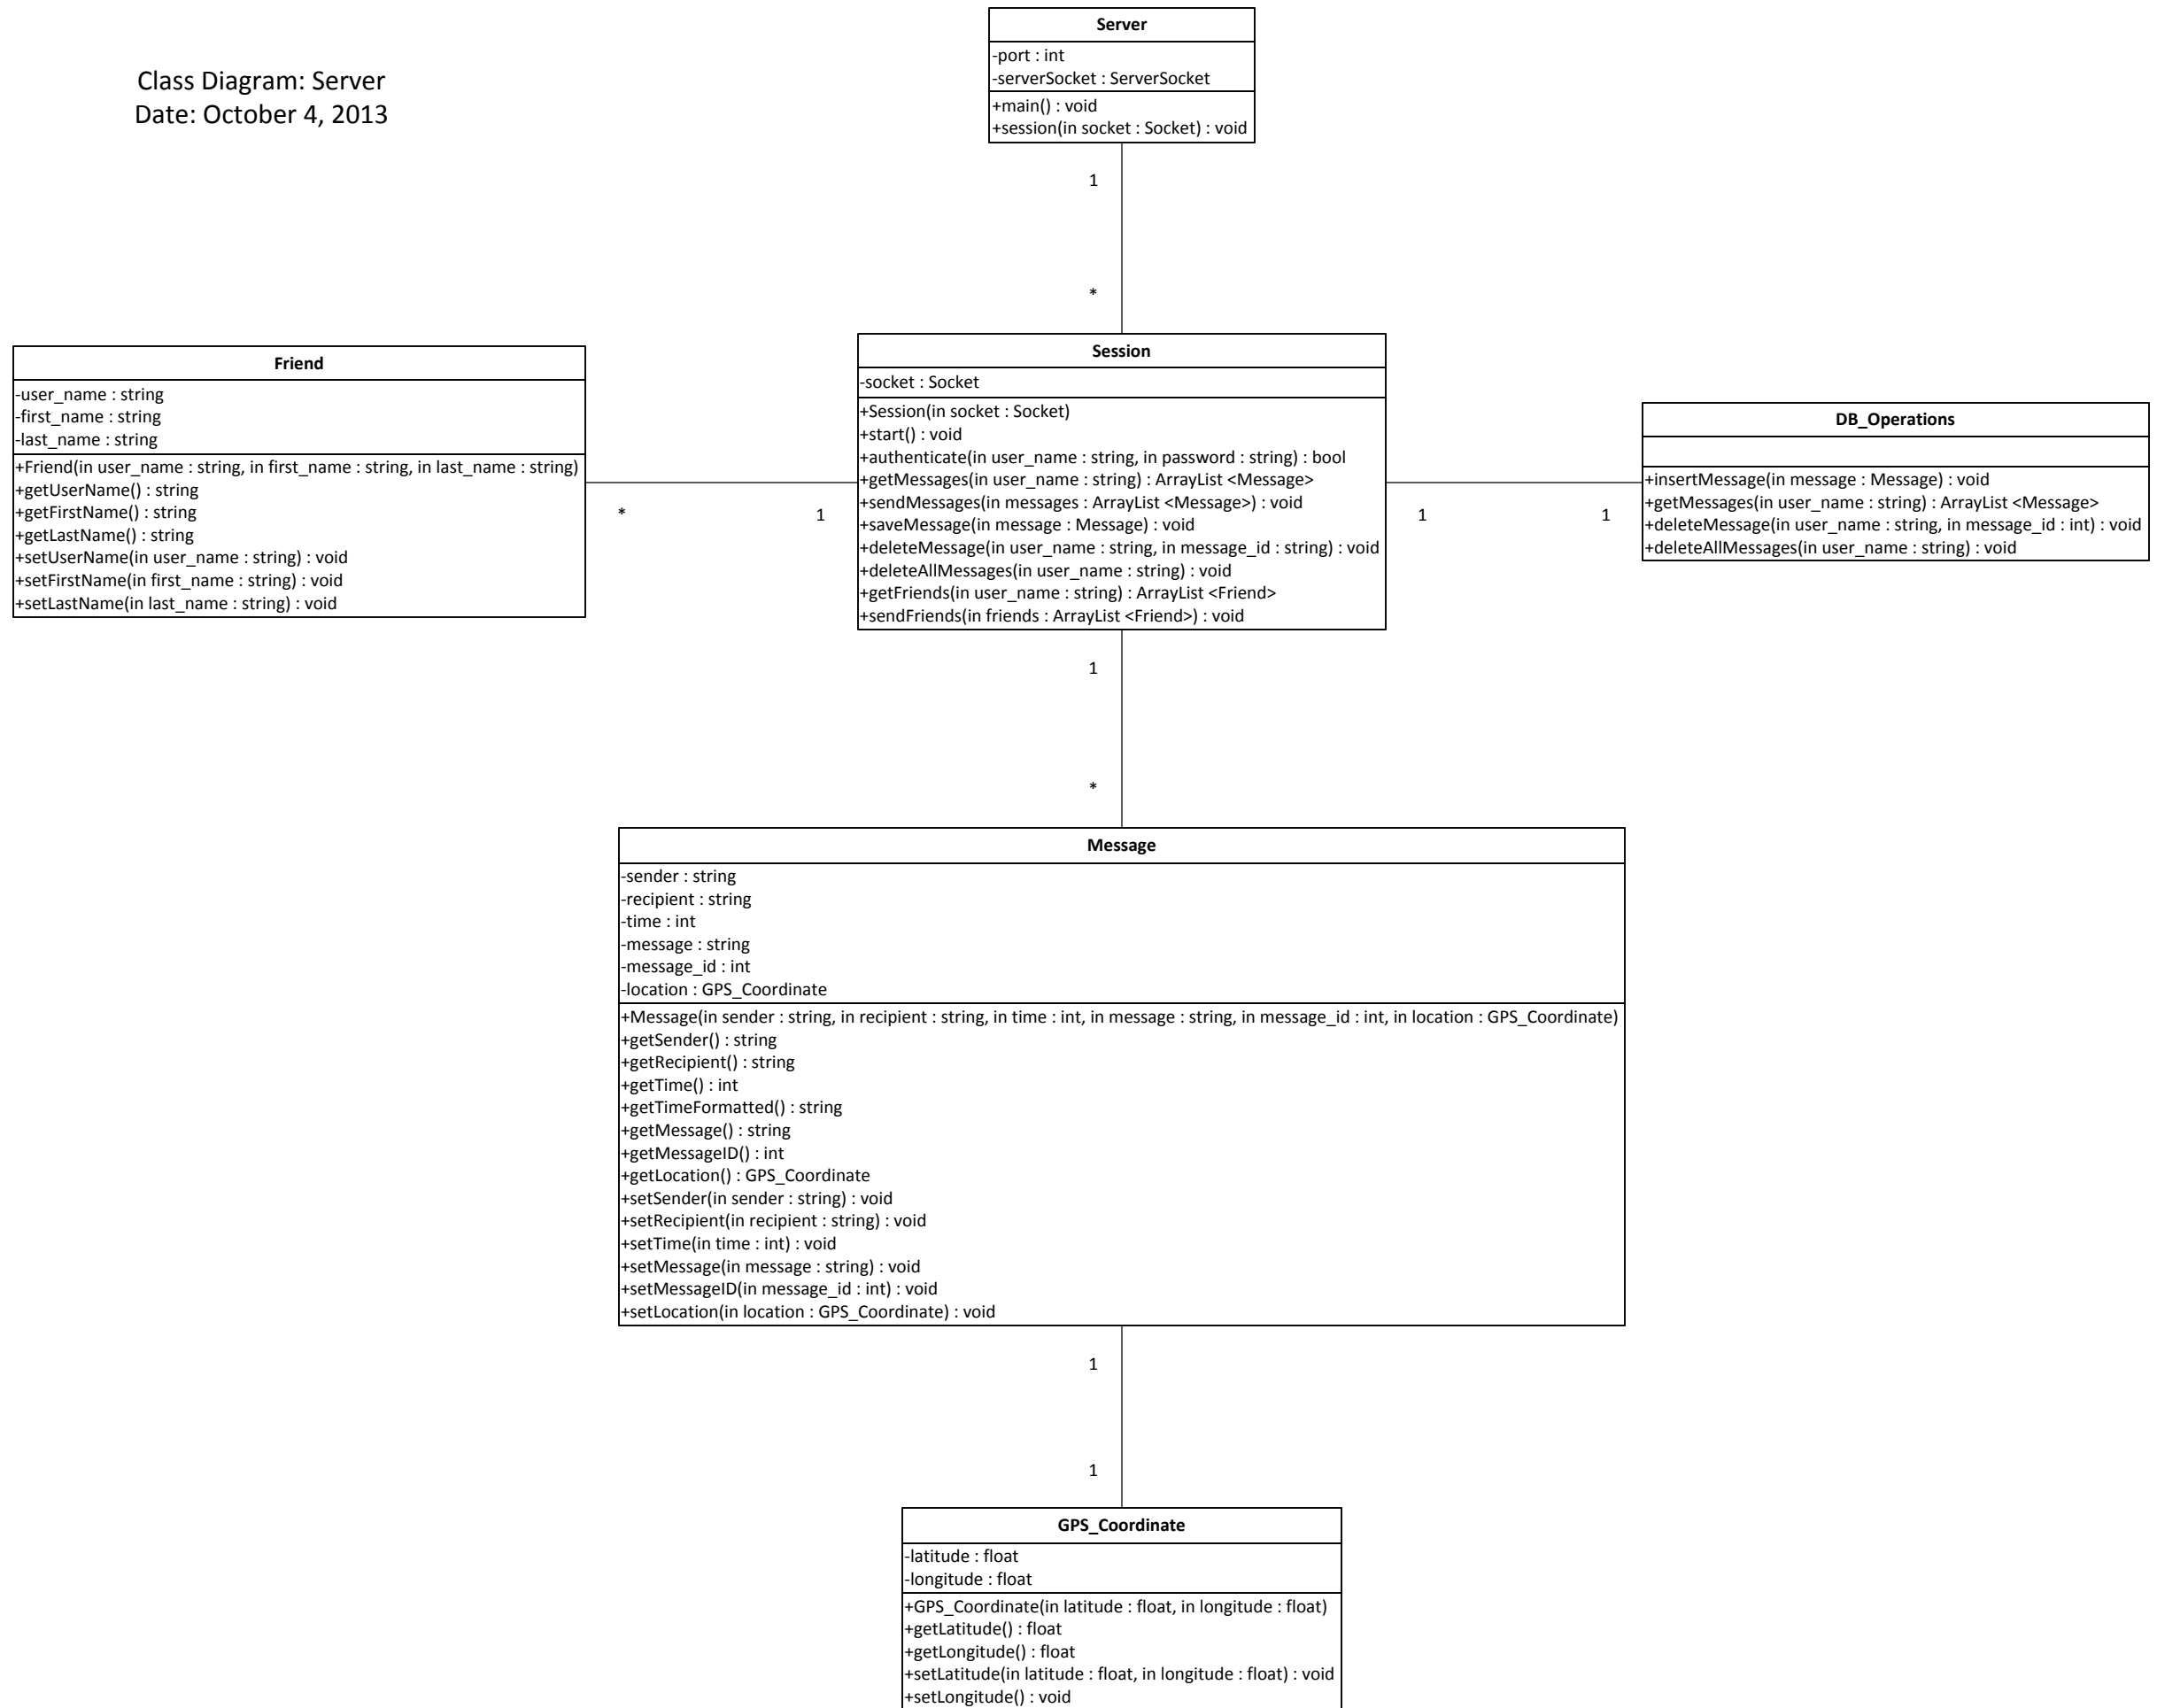 Class Diagram: Server
Date: October 4, 2013
Server
-port : int
-serverSocket : ServerSocket
+main() : void
+session(in socket : Socket) : void
1
*
Friend
-user_name : string
-first_name : string
-last_name : string
+Friend(in user_name : string, in first_name : string, in last_name : string)
+getUserName() : string
+getFirstName() : string
+getLastName() : string
+setUserName(in user_name : string) : void
+setFirstName(in first_name : string) : void
+setLastName(in last_name : string) : void
*
1
Session
-socket : Socket
+Session(in socket : Socket)
+start() : void
+authenticate(in user_name : string, in password : string) : bool
+getMessages(in user_name : string) : ArrayList <Message>
+sendMessages(in messages : ArrayList <Message>) : void
+saveMessage(in message : Message) : void
+deleteMessage(in user_name : string, in message_id : string) : void
+deleteAllMessages(in user_name : string) : void
+getFriends(in user_name : string) : ArrayList <Friend>
+sendFriends(in friends : ArrayList <Friend>) : void
1
1
DB_Operations
+insertMessage(in message : Message) : void
+getMessages(in user_name : string) : ArrayList <Message>
+deleteMessage(in user_name : string, in message_id : int) : void
+deleteAllMessages(in user_name : string) : void
1
*
Message
-sender : string
-recipient : string
-time : int
-message : string
-message_id : int
-location : GPS_Coordinate
+Message(in sender : string, in recipient : string, in time : int, in message : string, in message_id : int, in location : GPS_Coordinate)
+getSender() : string
+getRecipient() : string
+getTime() : int
+getTimeFormatted() : string
+getMessage() : string
+getMessageID() : int
+getLocation() : GPS_Coordinate
+setSender(in sender : string) : void
+setRecipient(in recipient : string) : void
+setTime(in time : int) : void
+setMessage(in message : string) : void
+setMessageID(in message_id : int) : void
+setLocation(in location : GPS_Coordinate) : void
1
1
GPS_Coordinate
-latitude : float
-longitude : float
+GPS_Coordinate(in latitude : float, in longitude : float)
+getLatitude() : float
+getLongitude() : float
+setLatitude(in latitude : float, in longitude : float) : void
+setLongitude() : void